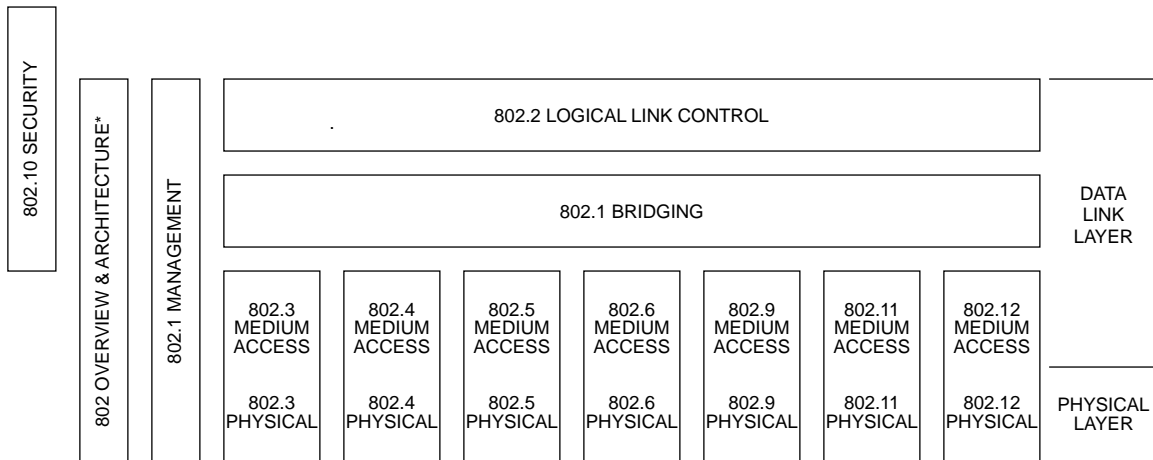 802.10 SECURITY
802 OVERVIEW & ARCHITECTURE*
802.1 MANAGEMENT
802.2 LOGICAL LINK CONTROL
802.1 BRIDGING
802.3
MEDIUM
ACCESS
802.3
PHYSICAL
802.4
MEDIUM
ACCESS
802.4
PHYSICAL
802.5
MEDIUM
ACCESS
802.5
PHYSICAL
802.6
MEDIUM
ACCESS
802.6
PHYSICAL
802.9
MEDIUM
ACCESS
802.9
PHYSICAL
802.11
MEDIUM
ACCESS
802.11
PHYSICAL
802.12
MEDIUM
ACCESS
802.12
PHYSICAL
DATA
LINK
LAYER
PHYSICAL
LAYER